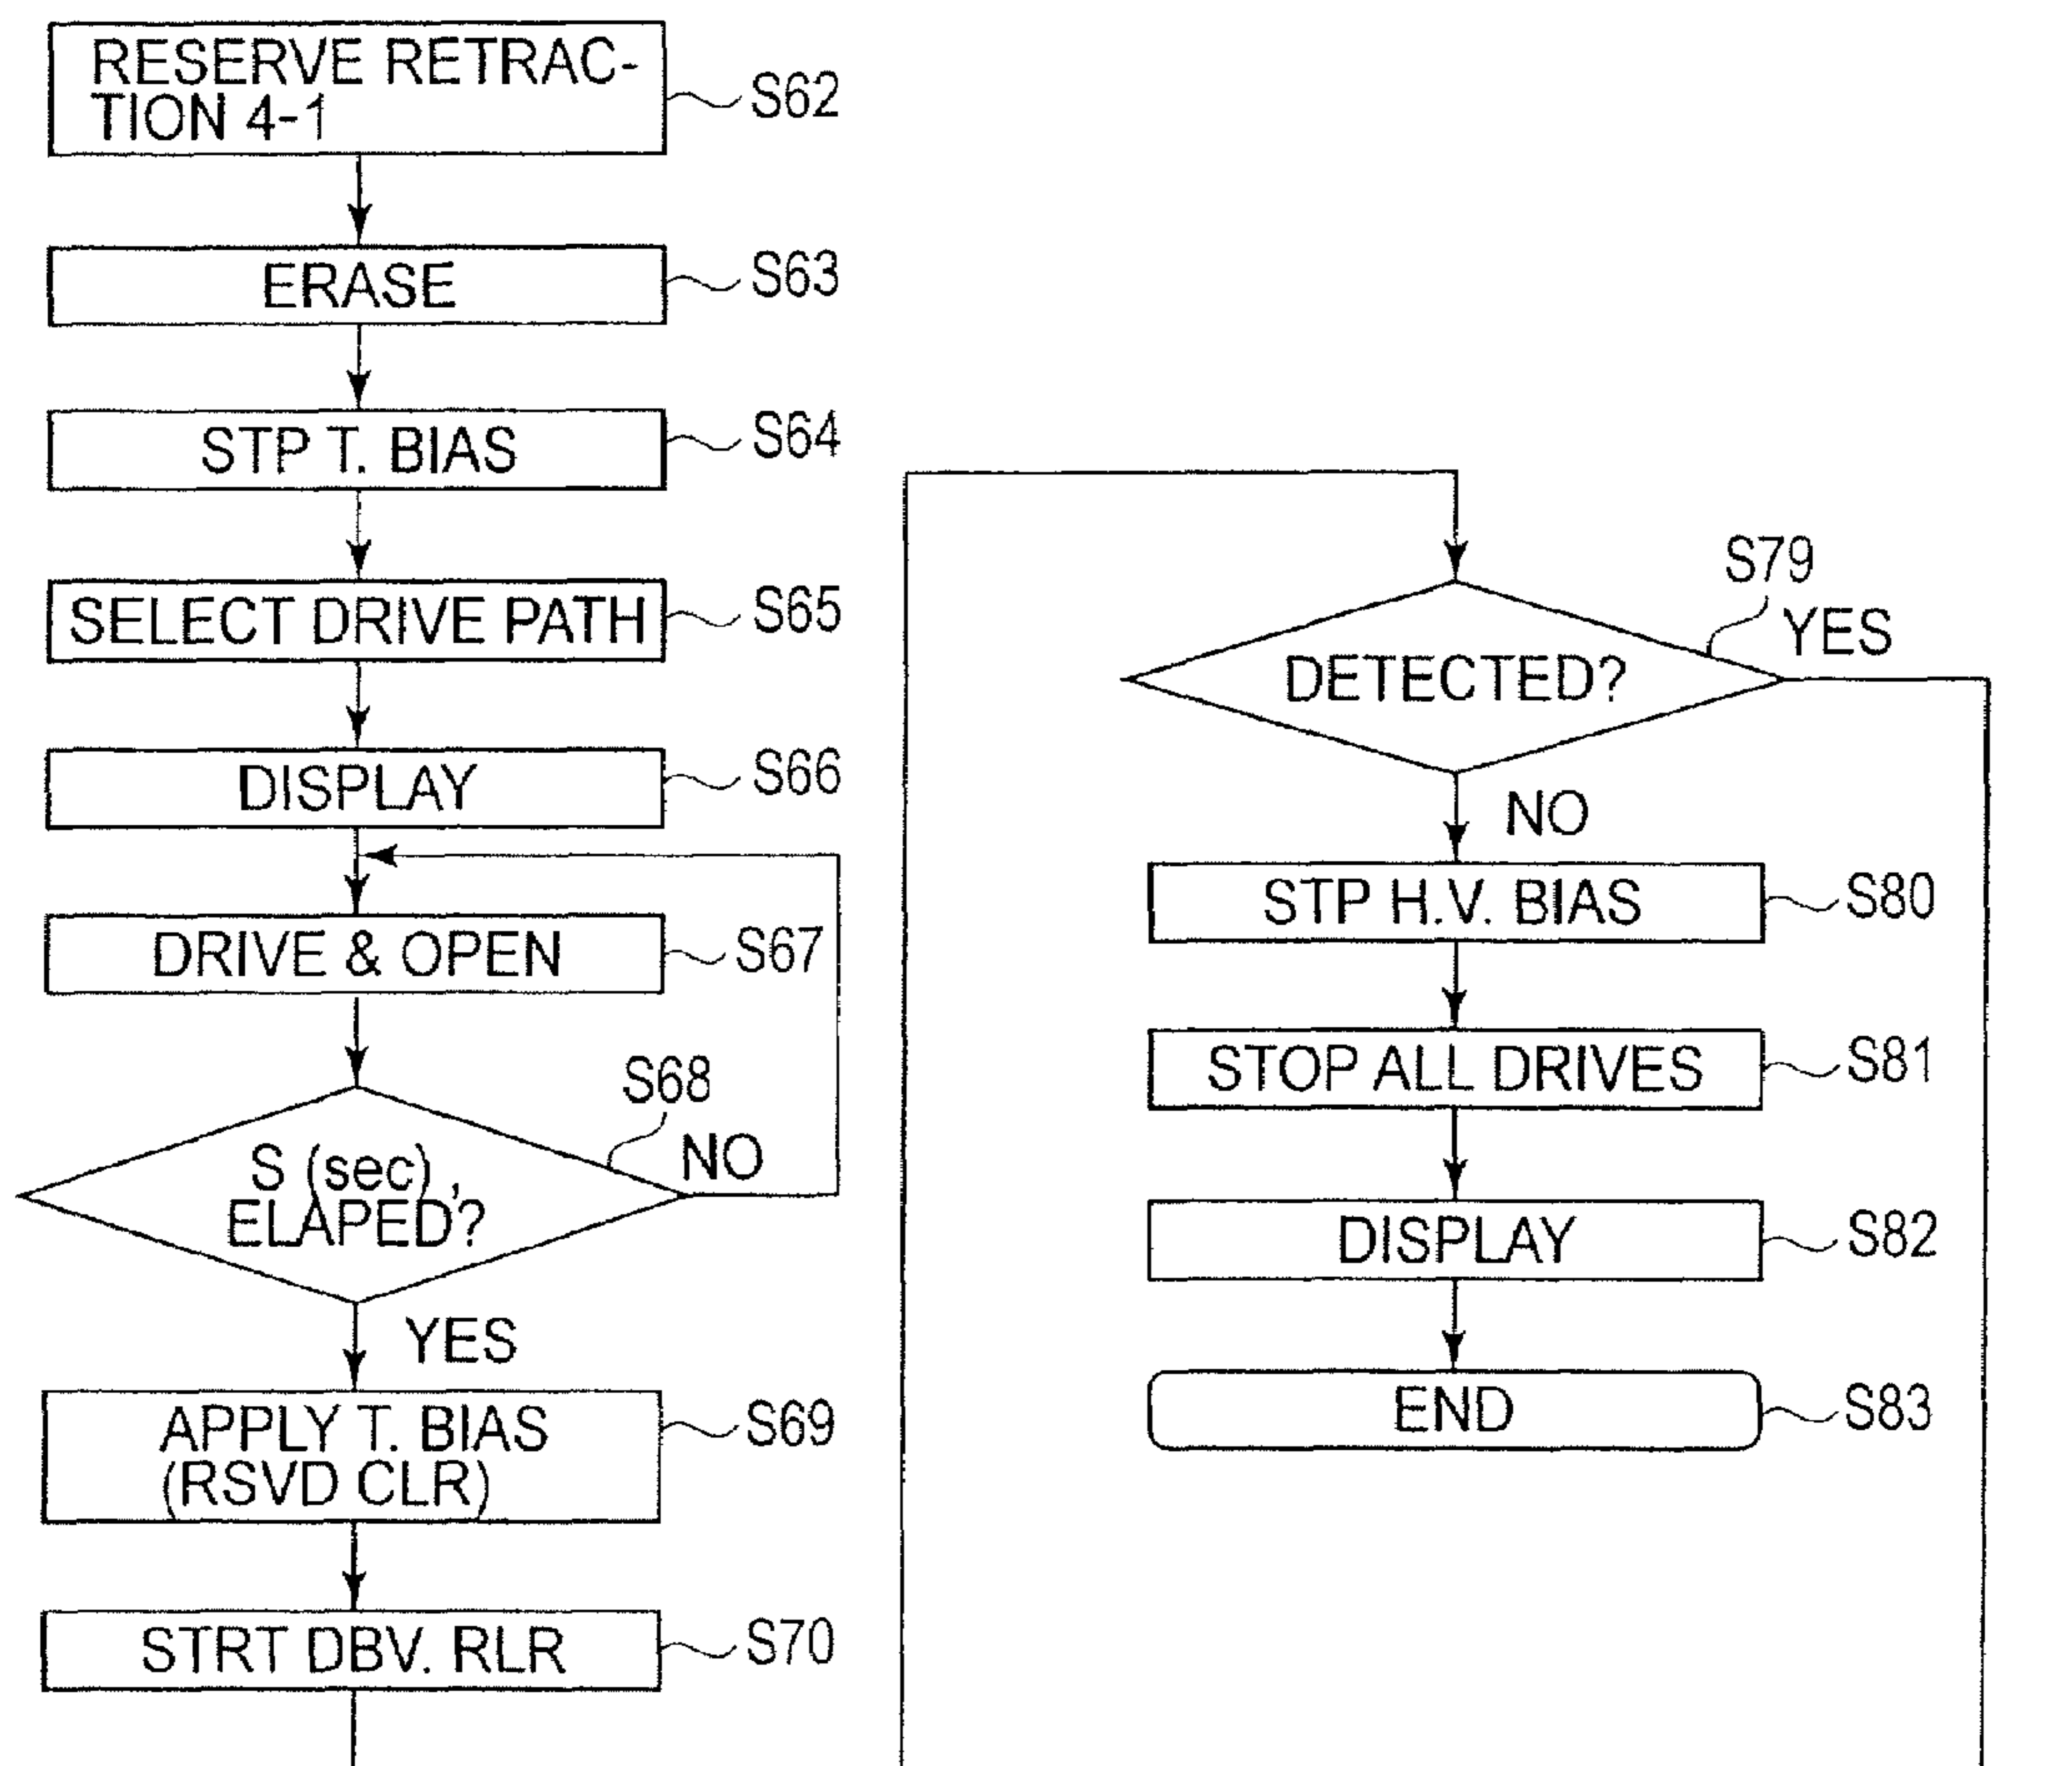 RESERVE RETRAC-
TION 4-1
S62
ERASE
S63
STP T. BIAS
S64
SELECT DRIVE PATH
S65
DISPLAY
S66
DRIVE & OPEN
S67
S68
S (sec),
ELAPED?
NO
YES
APPLY T. BIAS
(RSVD CLR)
S69
STRT DBV. RLR
S70
S79
DETECTED?
YES
NO
STP H.V. BIAS
S80
STOP ALL DRIVES
S81
DISPLAY
S82
END
S83